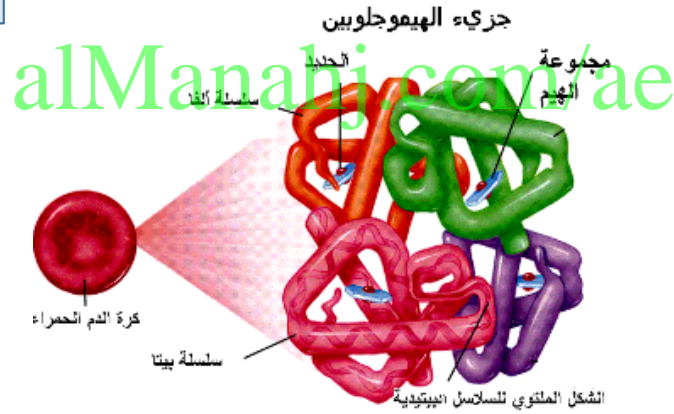 جزيء الهيموجلوبين
alManahj.com/ae
الحديد
مجموعة
الهيم
سلسلة ألفا
كرة الدم الحمراء
سلسلة بيتا
الشكل الملتوي للسلاسل الببتيدية